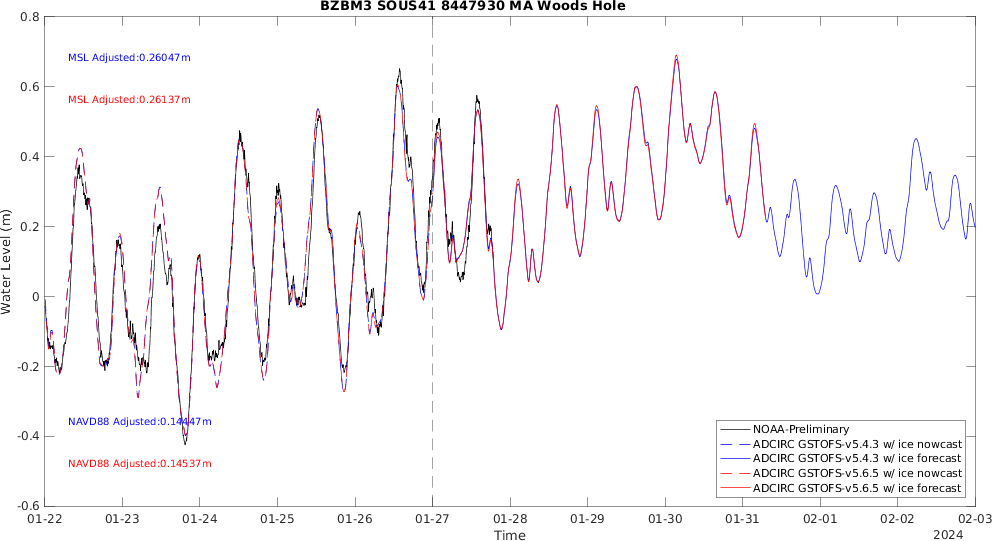 BZBM3 SOUS41 8447930 MA Woods Hole
0.8
0.6
0.4
0.2
0
-0.2
-0.4
-0.6
Water Level (m)
MSL Adjusted:0.26047m
MSL Adjusted:0.26137m
NAVD88 Adjusted:0.14447m
NAVD88 Adjusted:0.14537m
NOAA-Preliminary
ADCIRC GSTOFS-v5.4.3 w/ ice nowcast
ADCIRC GSTOFS-v5.4.3 w/ ice forecast
ADCIRC GSTOFS-v5.6.5 w/ ice nowcast
ADCIRC GSTOFS-v5.6.5 w/ ice forecast
01-22 01-23 01-24 01-25 01-26 01-27 01-28 01-29 01-30 01-31 02-01 02-02 02-03
Time
2024